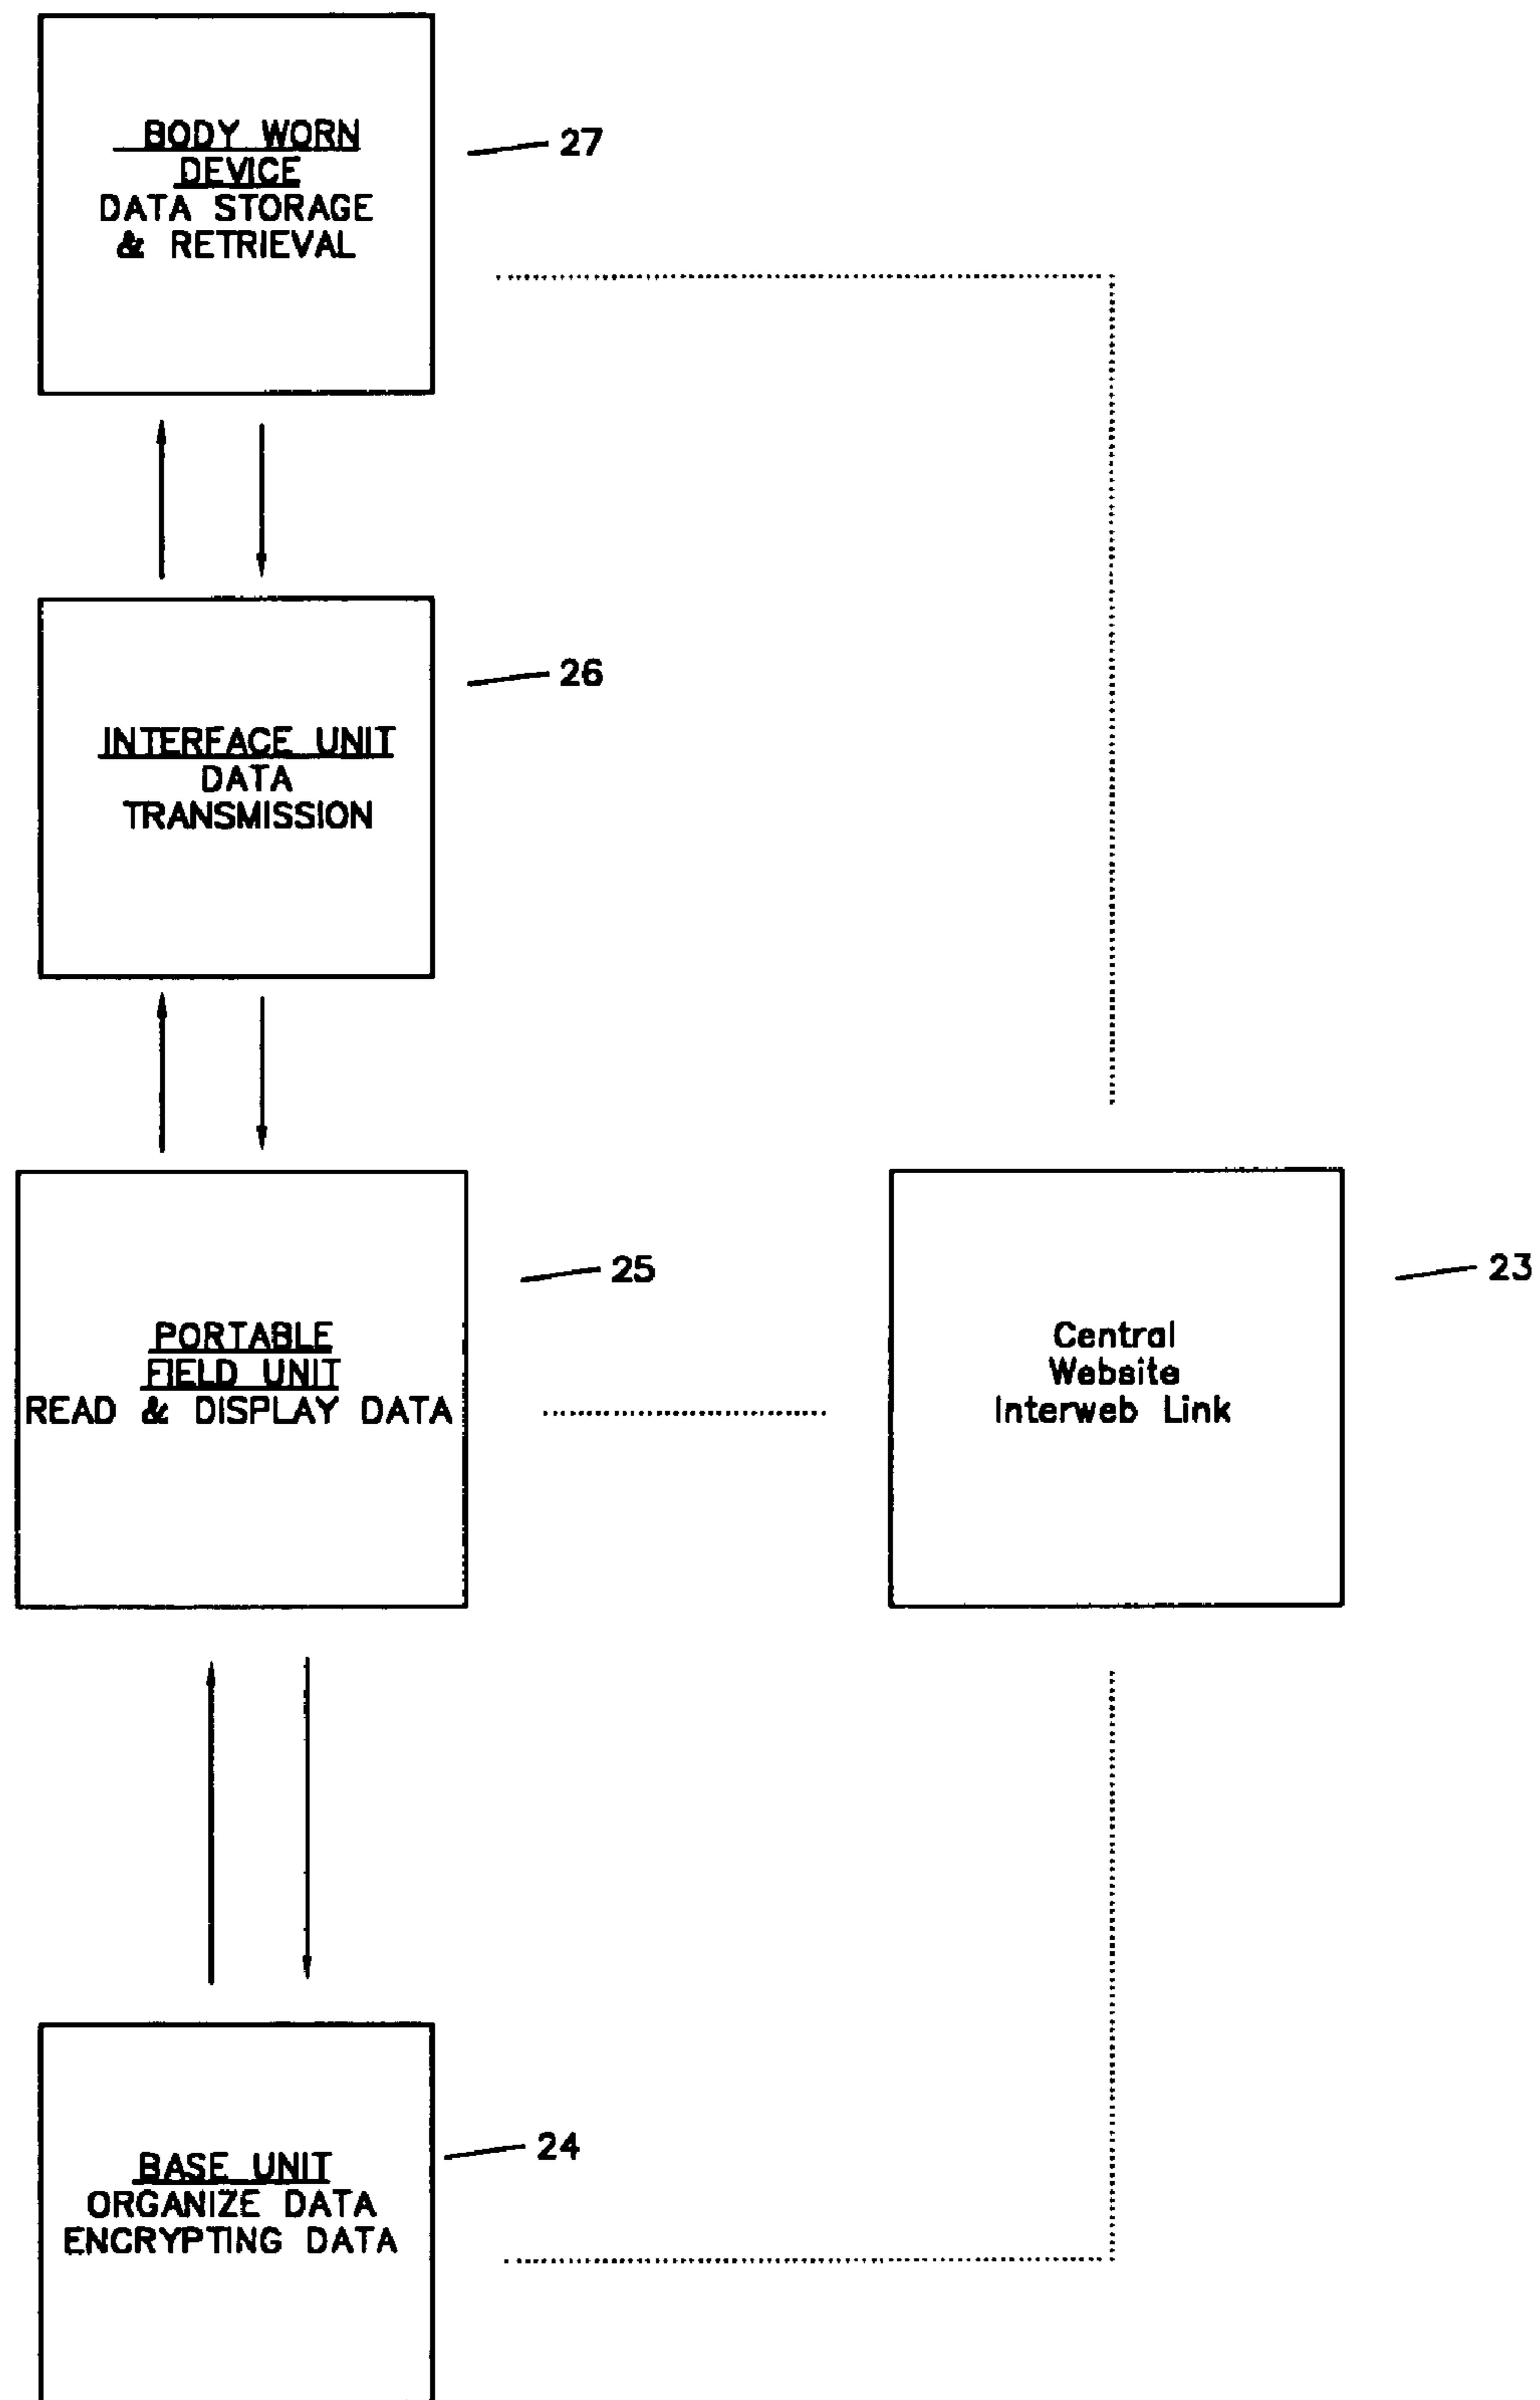 BODY WORN
DEVICE
DATA STORAGE
& RETRIEVAL
27
INTERFACE UNIT
DATA
TRANSMISSION
26
PORTABLE
FIELD UNIT
READ & DISPLAY DATA
25
Central
Website
Interweb Link
23
BASE UNIT
ORGANIZE DATA
ENCRYPTING DATA
24